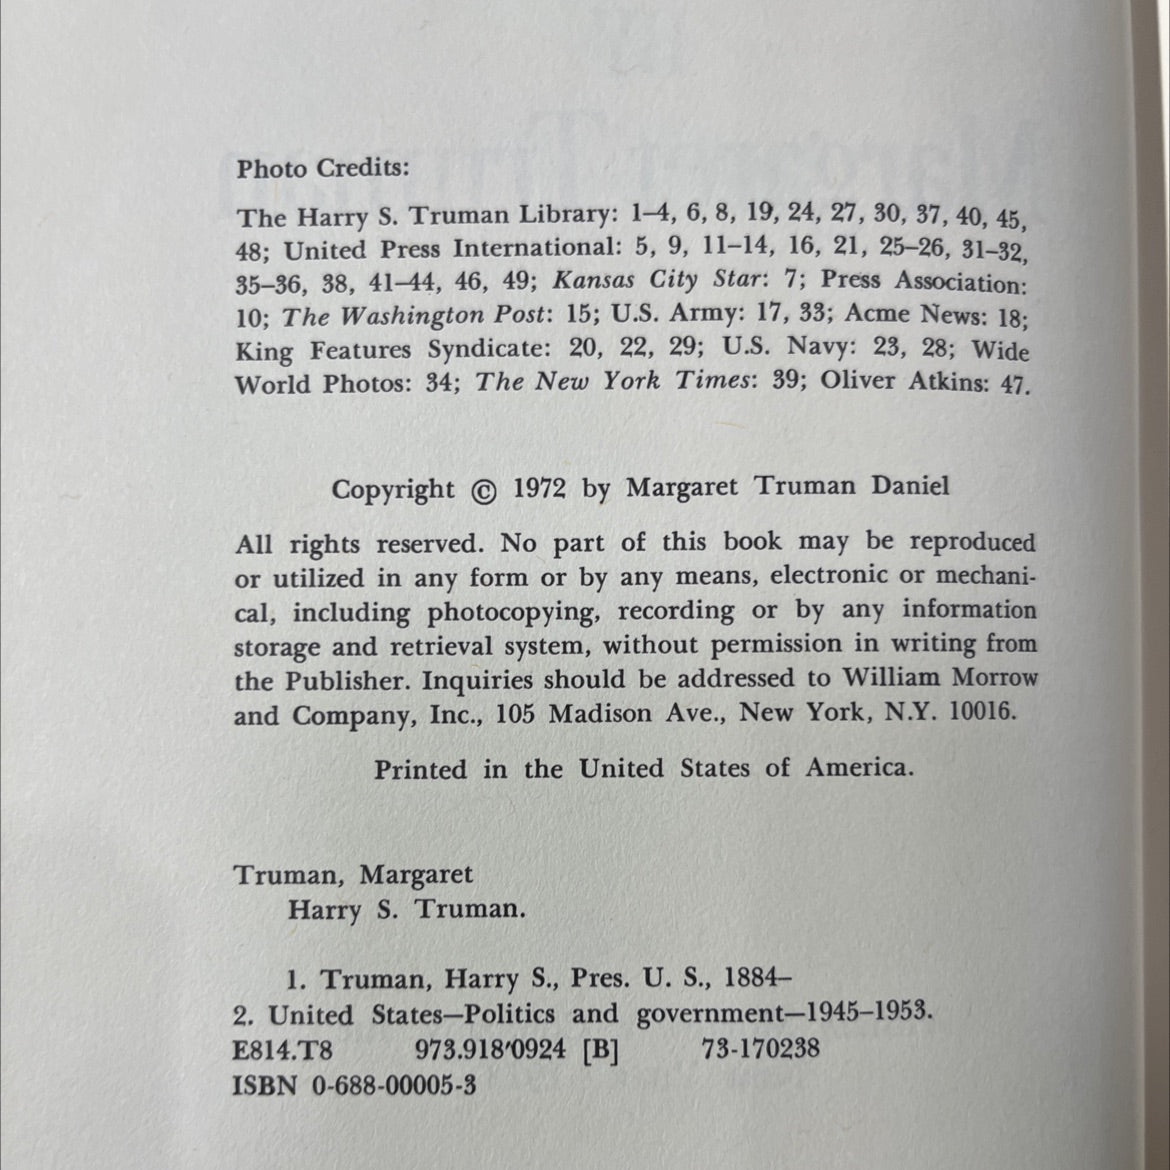 Photo Credits:
The Harry S. Truman Library: 1–4, 6, 8, 19, 24, 27, 30, 37, 40, 45,
48; United Press International: 5, 9, 11–14, 16, 21, 25–26, 31–32,
35–36, 38, 41–44, 46, 49; Kansas City Star: 7; Press Association:
10; The Washington Post: 15; U.S. Army: 17, 33; Acme News: 18;
King Features Syndicate: 20, 22, 29; U.S. Navy: 23, 28; Wide
World Photos: 34; The New York Times: 39; Oliver Atkins: 47.
Copyright © 1972 by Margaret Truman Daniel
All rights reserved. No part of this book may be reproduced
or utilized in any form or by any means, electronic or mechani-
cal, including photocopying, recording or by any information
storage and retrieval system, without permission in writing from
the Publisher. Inquiries should be addressed to William Morrow
and Company, Inc., 105 Madison Ave., New York, N.Y. 10016.
Printed in the United States of America.
Truman, Margaret
Harry S. Truman.
1. Truman, Harry S., Pres. U. S., 1884–
2. United States—Politics and government—1945–1953.
E814.T8 973.918′0924 [B] 73-170238
ISBN 0-688-00005-3